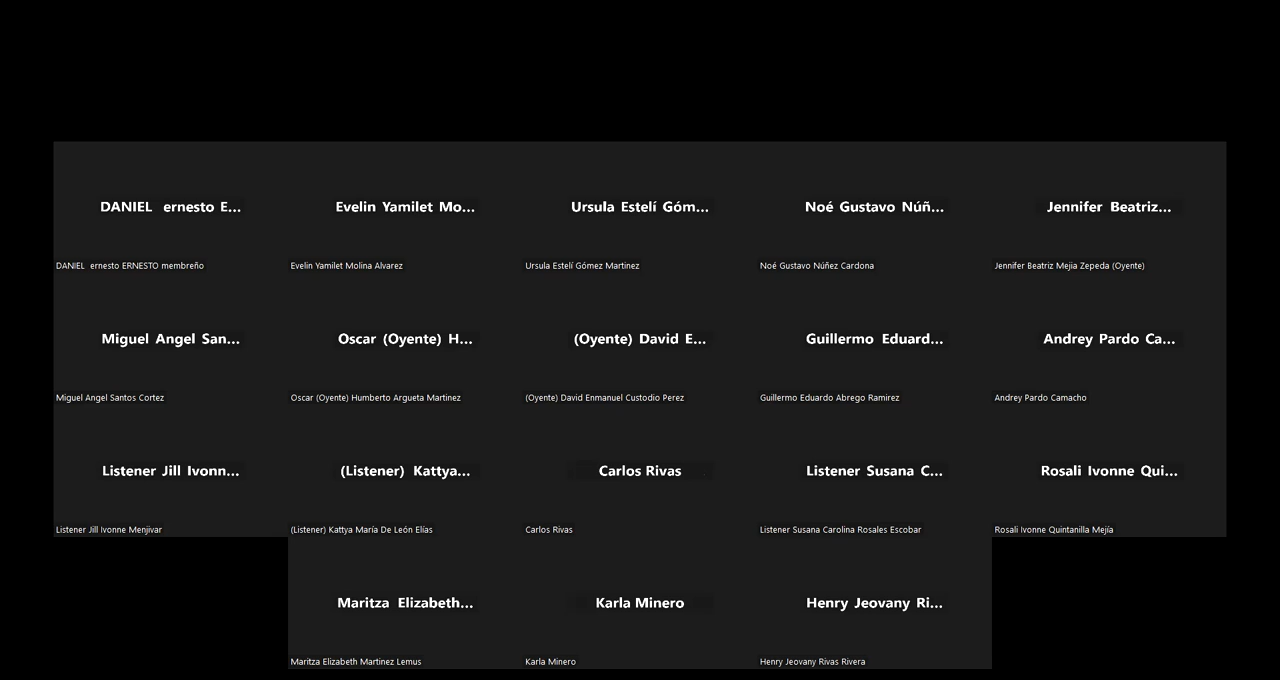 DANIEL ernesto E...
Evelin Yamilet Mo...
Ursula Estelí Góm...
Noé Gustavo Núñ...
Jennifer Beatriz...
DANIEL ernesto ERNESTO membreño
Evelin Yamilet Molina Alvarez
Ursula Estelí Gómez Martinez
Noé Gustavo Núñez Cardona
Jennifer Beatriz Mejia Zepeda (Oyente)
Miguel Angel San...
Oscar (Oyente) H...
(Oyente) David E...
Guillermo Eduard...
Andrey Pardo Ca...
Miguel Angel Santos Cortez
Oscar (Oyente) Humberto Argueta Martinez
(Oyente) David Enmanuel Custodio Perez
Guillermo Eduardo Abrego Ramirez
Andrey Pardo Camacho
Listener Jill Ivonn...
(Listener) Kattya...
Carlos Rivas
Listener Susana C...
Rosali Ivonne Qui...
Listener Jill Ivonne Menjivar
(Listener) Kattya María De León Elías
Carlos Rivas
Listener Susana Carolina Rosales Escobar
Rosali Ivonne Quintanilla Mejía
Maritza Elizabeth...
Karla Minero
Henry Jeovany Ri...
Maritza Elizabeth Martinez Lemus
Karla Minero
Henry Jeovany Rivas Rivera